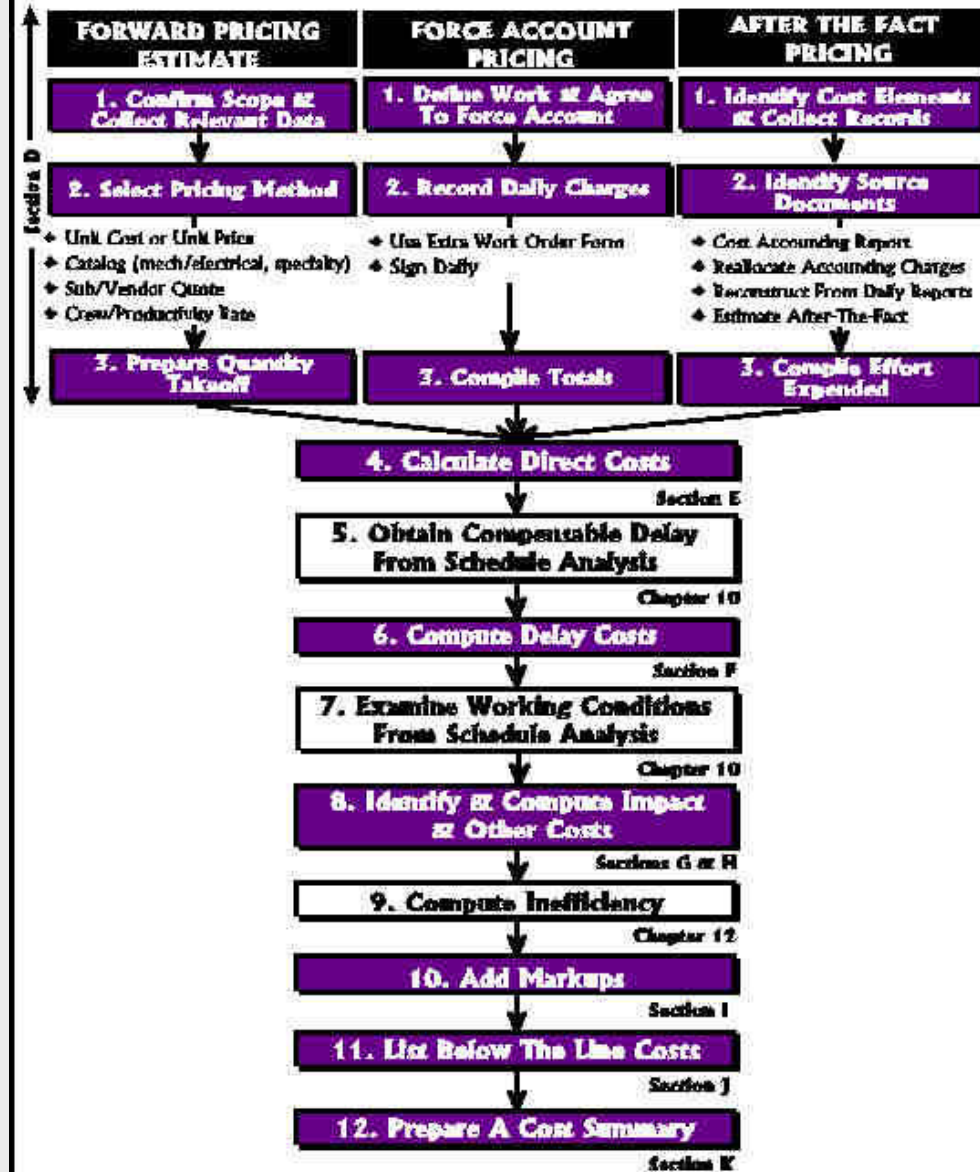 FORWARD PRICING
ESTIMATE
1. Confirm Scope &
Collect Relevant Data
2. Select Pricing Method
◆ Unit Cost or Unit Price
◆ Catalog (mech/electrical, specialty)
◆ Sub/Vendor Quote
◆ Crew/Productivity Rate
3. Prepare Quantity
Takeoff
FORCE ACCOUNT
PRICING
1. Define Work & Agree
To Force Account
2. Record Daily Charges
◆ Use Extra Work Order Form
◆ Sign Daily
3. Compile Totals
AFTER THE FACT
PRICING
1. Identify Cost Elements
& Collect Records
2. Identify Source
Documents
◆ Cost Accounting Report
◆ Reallocate Accounting Charges
◆ Reconstruct From Daily Reports
◆ Estimate After-The-Fact
3. Compile Effort
Expended
Section D
4. Calculate Direct Costs
Section E
5. Obtain Compensable Delay
From Schedule Analysis
Chapter 10
6. Compute Delay Costs
Section F
7. Examine Working Conditions
From Schedule Analysis
Chapter 10
8. Identify & Compute Impact
& Other Costs
Sections G & H
9. Compute Inefficiency
Chapter 12
10. Add Markups
Section I
11. List Below The Line Costs
Section J
12. Prepare A Cost Summary
Section K